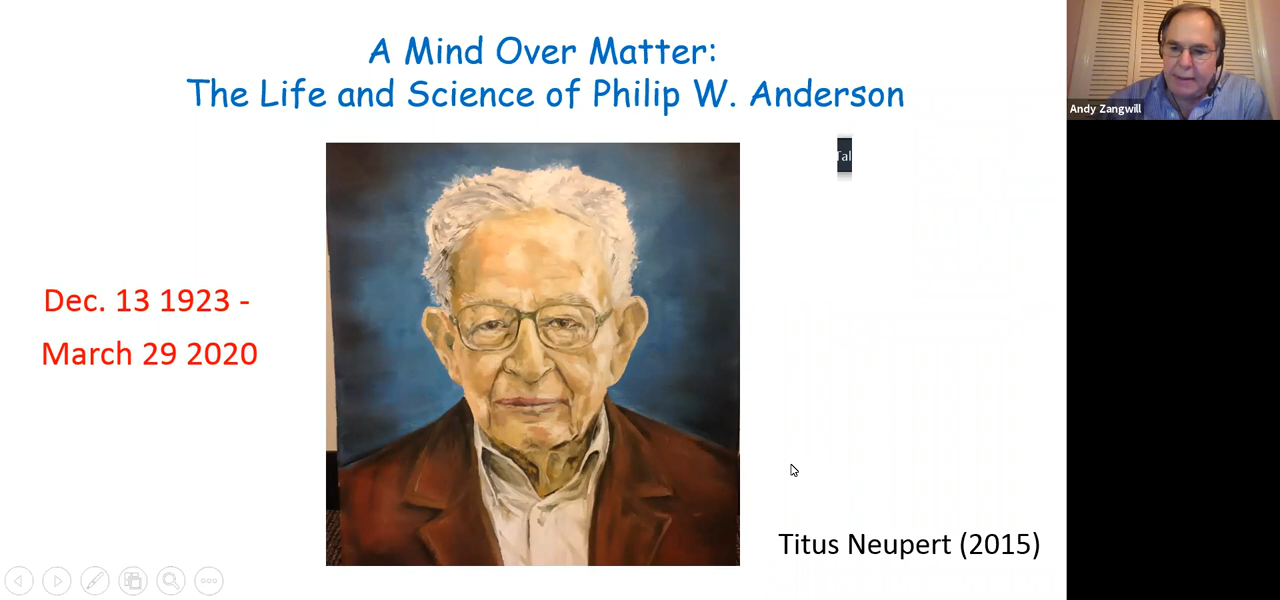 A Mind Over Matter:
The Life and Science of Philip W. Anderson
Andy Zangwill
Tal
Dec. 13 1923 -
March 29 2020
Titus Neupert (2015)